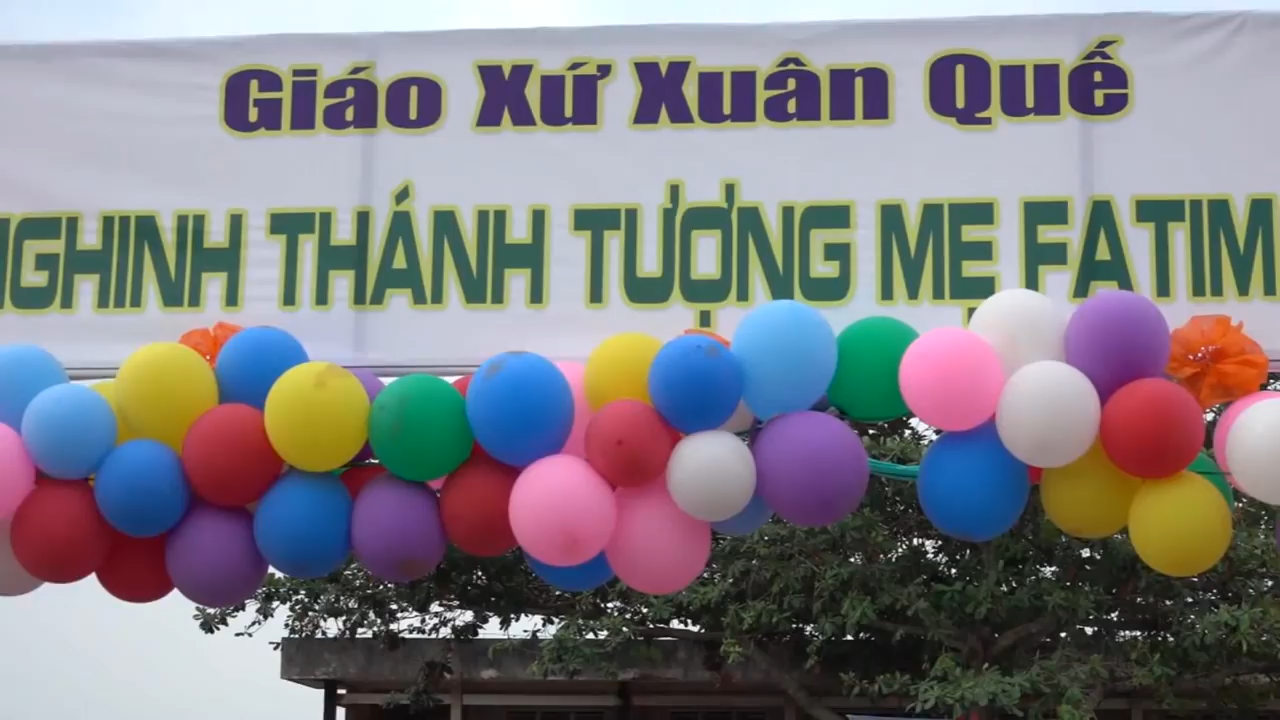 Giáo Xứ Xuân Quế
NGHINH THÁNH TƯỢNG MẸ FATIM